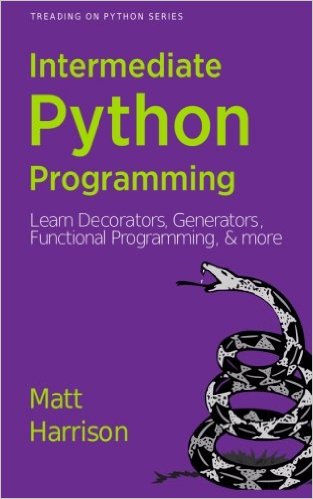 TREADING ON PYTHON SERIES
Intermediate
Python
Programming
Learn Decorators, Generators,
Functional Programming, & more
Matt
Harrison